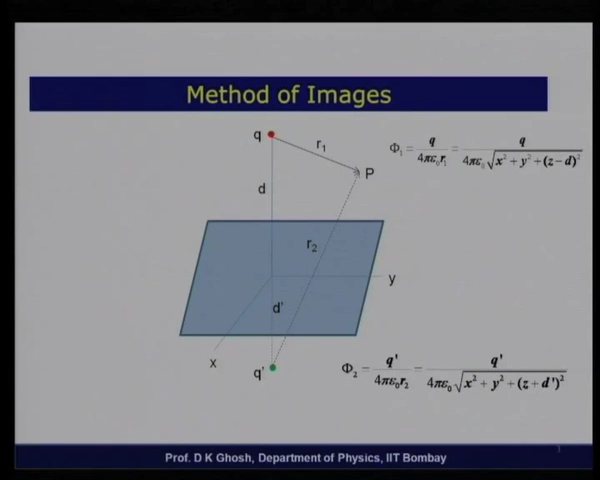 Method of Images
q
r₁
P
Φ₁ = q / 4πε₀r₁ = q / 4πε₀√x² + y² + (z − d)²
d
r₂
y
d'
x
q'
Φ₂ = q' / 4πε₀r₂ = q' / 4πε₀√x² + y² + (z + d')²
1
Prof. D K Ghosh, Department of Physics, IIT Bombay